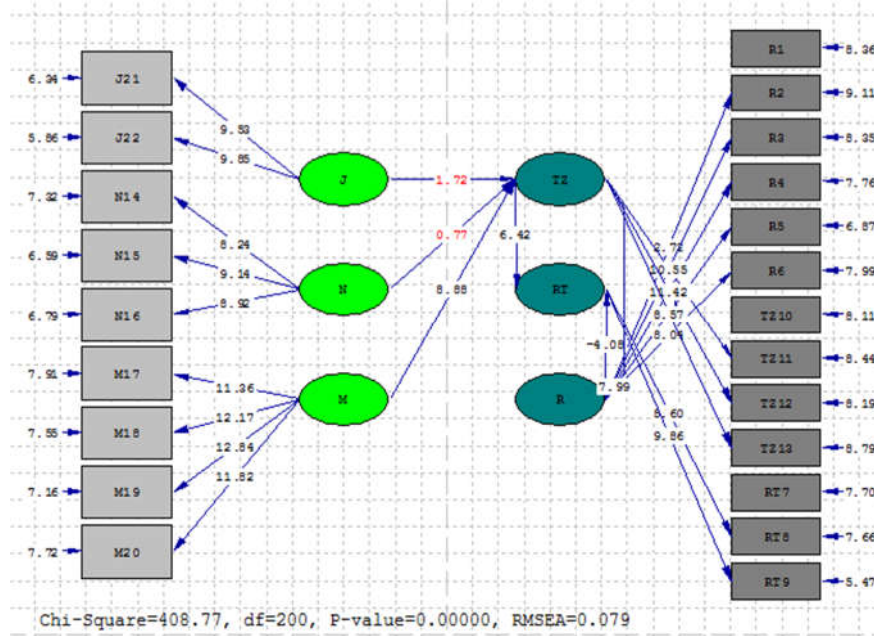 R1
8.36
6.34
J21
R2
9.11
R3
8.35
5.86
J22
9.53
9.85
J
1.72
TZ
R4
7.76
7.32
N14
R5
6.87
0.77
6.42
2.72
8.24
6.59
N15
9.14
10.55
R6
7.99
N
8.88
RT
11.42
6.79
N16
8.92
8.57
TZ10
8.11
8.04
-4.08
TZ11
8.44
7.91
M17
11.36
7.99
M
R
TZ12
8.19
12.17
8.60
7.55
M18
12.84
9.86
TZ13
8.79
11.82
7.16
M19
RT7
7.70
RT8
7.66
7.72
M20
RT9
5.47
Chi-Square=408.77, df=200, P-value=0.00000, RMSEA=0.079